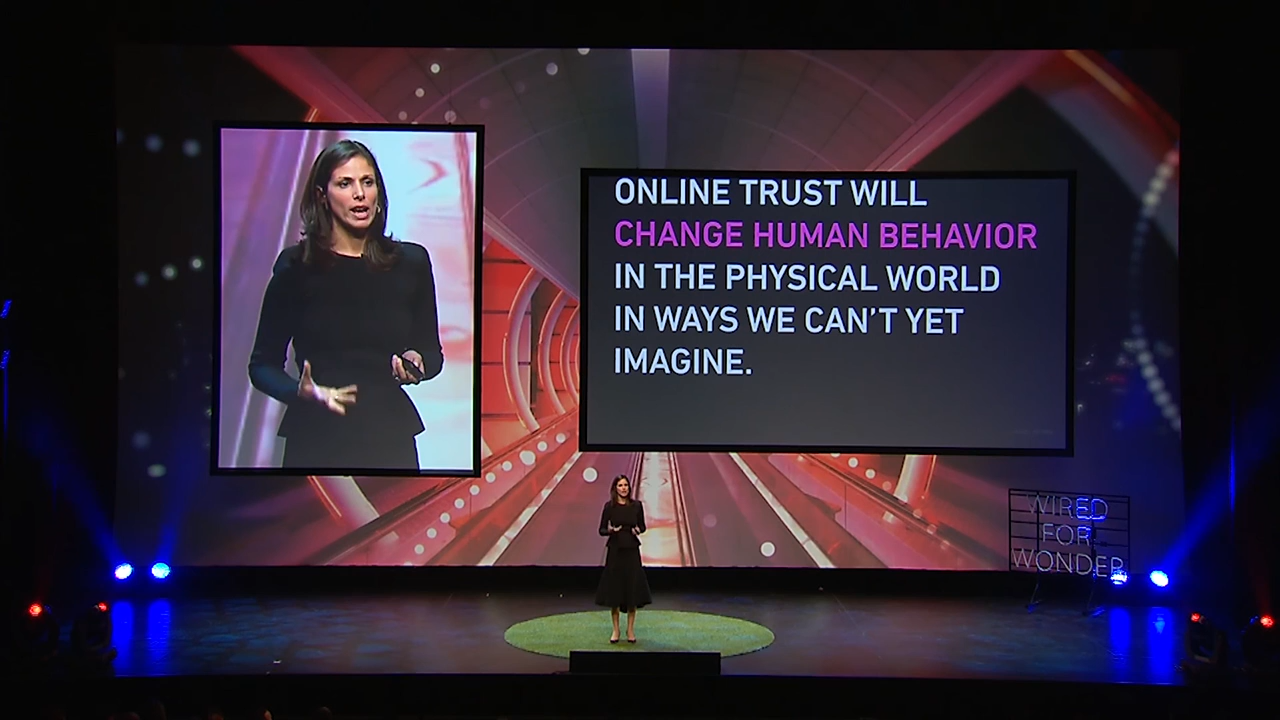 ONLINE TRUST WILL
CHANGE HUMAN BEHAVIOR
IN THE PHYSICAL WORLD
IN WAYS WE CAN'T YET
IMAGINE.
WIRED
FOR
WONDER